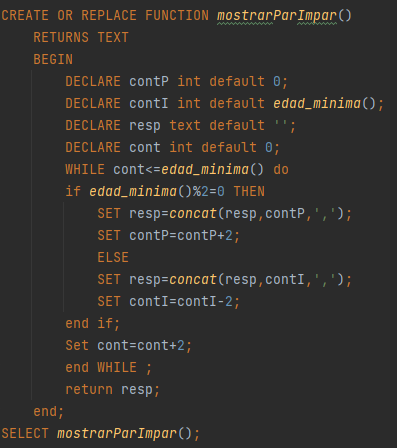 CREATE OR REPLACE FUNCTION mostrarParImpar()
RETURNS TEXT
BEGIN
DECLARE contP int default 0;
DECLARE contI int default edad_minima();
DECLARE resp text default '';
DECLARE cont int default 0;
WHILE cont<=edad_minima() do
if edad_minima()%2=0 THEN
SET resp=concat(resp,contP,',');
SET contP=contP+2;
ELSE
SET resp=concat(resp,contI,',');
SET contI=contI-2;
end if;
Set cont=cont+2;
end WHILE ;
return resp;
end;
SELECT mostrarParImpar();